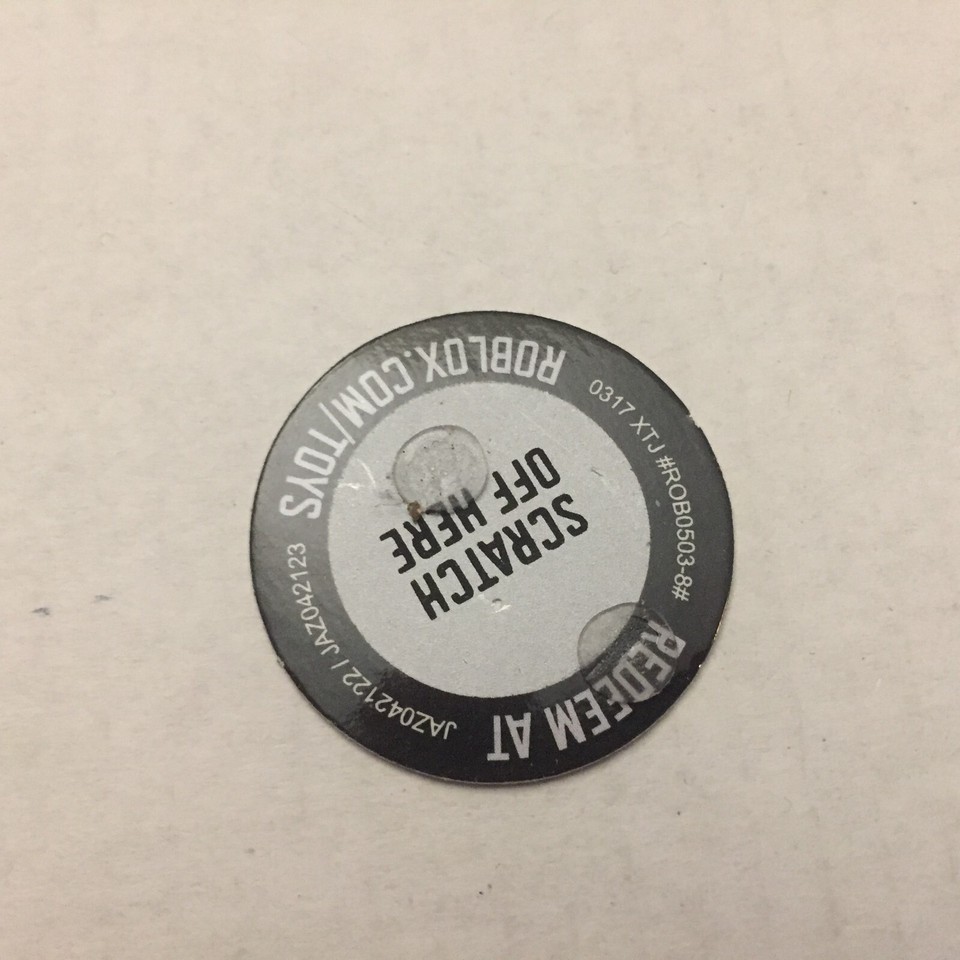 REDEEM AT
ROBLOX.COM/TOYS
SCRATCH
OFF HERE
0317 XTJ #ROB0503-8#
JAZ042122 / JAZ042123